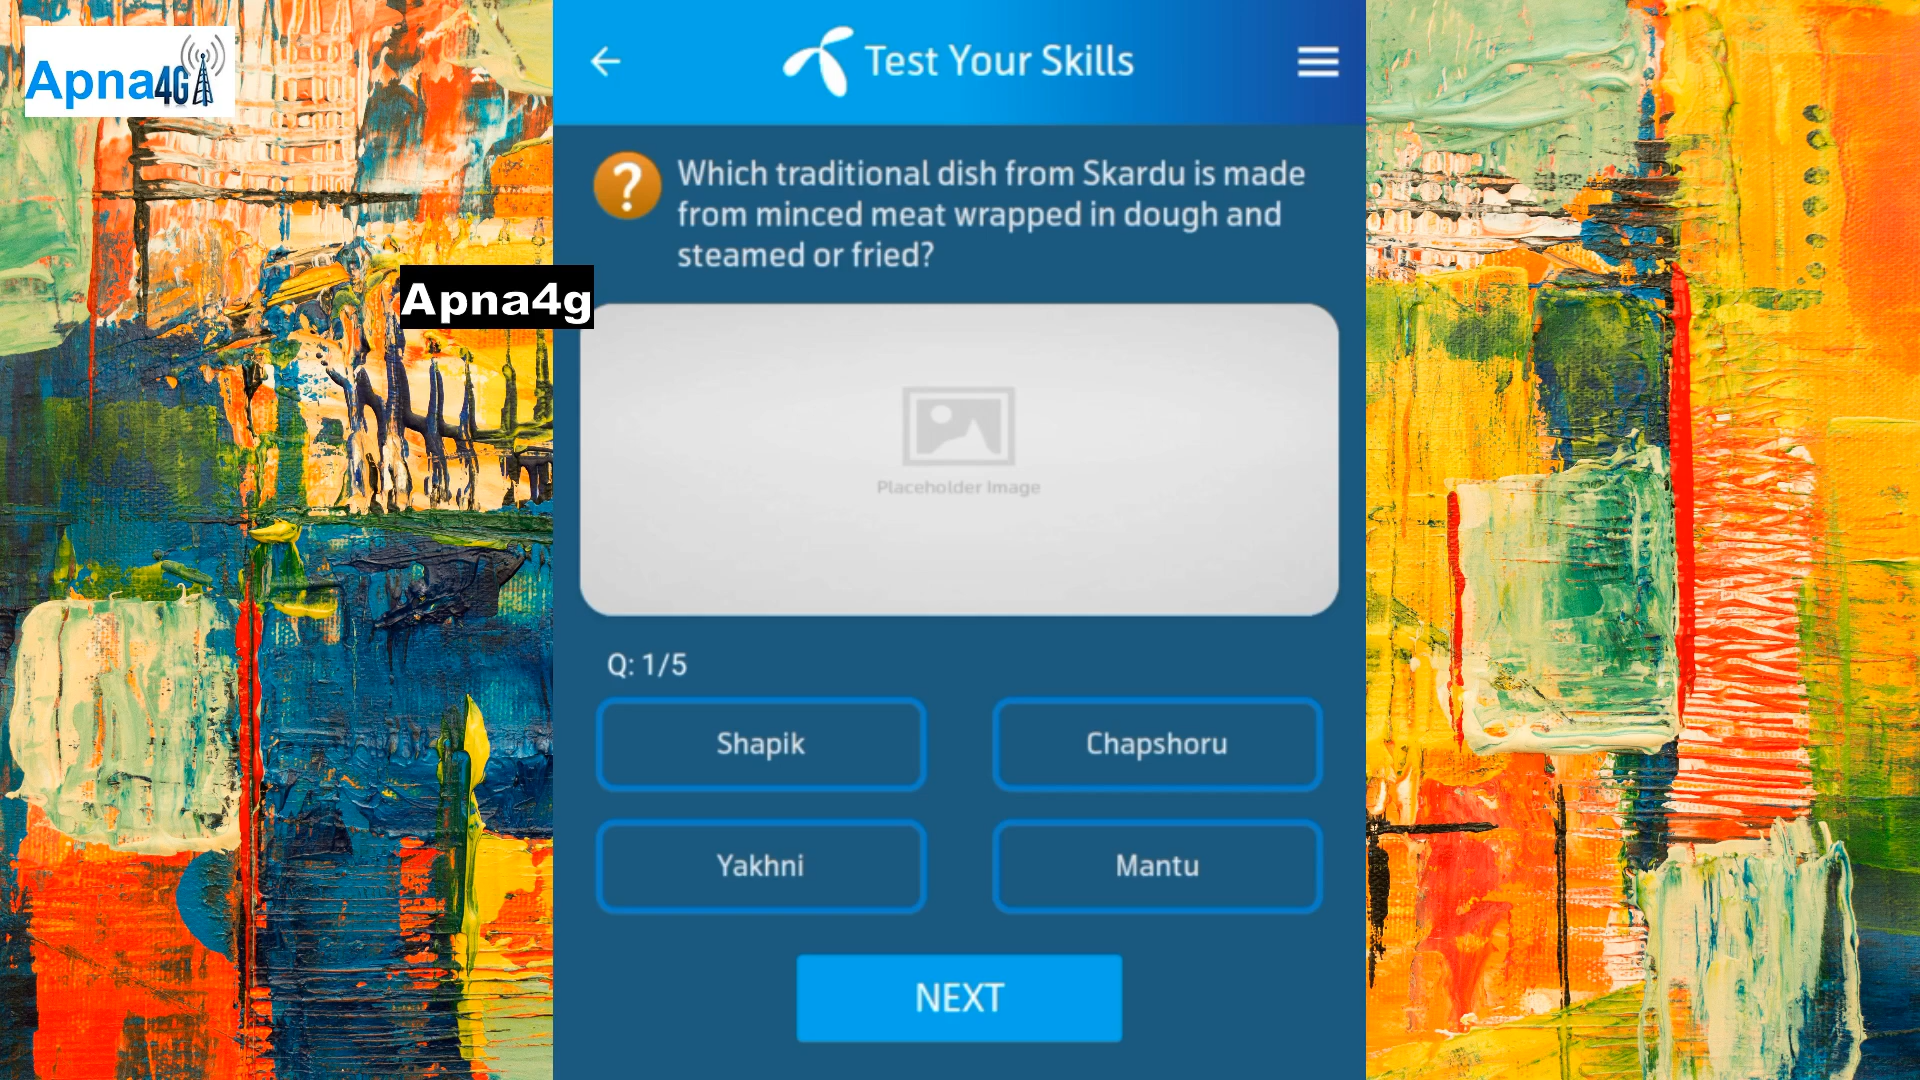 Apna4G
Test Your Skills
Which traditional dish from Skardu is made
from minced meat wrapped in dough and
steamed or fried?
Apna4g
Placeholder Image
Q: 1/5
Shapik
Chapshoru
Yakhni
Mantu
NEXT